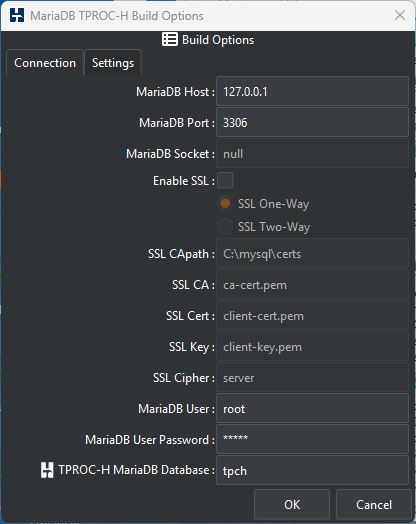 MariaDB TPROC-H Build Options
Build Options
Connection Settings
MariaDB Host : 127.0.0.1
MariaDB Port : 3306
MariaDB Socket : null
Enable SSL :
SSL One-Way
SSL Two-Way
SSL CApath : C:\mysql\certs
SSL CA : ca-cert.pem
SSL Cert : client-cert.pem
SSL Key : client-key.pem
SSL Cipher : server
MariaDB User : root
MariaDB User Password : *****
TPROC-H MariaDB Database : tpch
OK Cancel